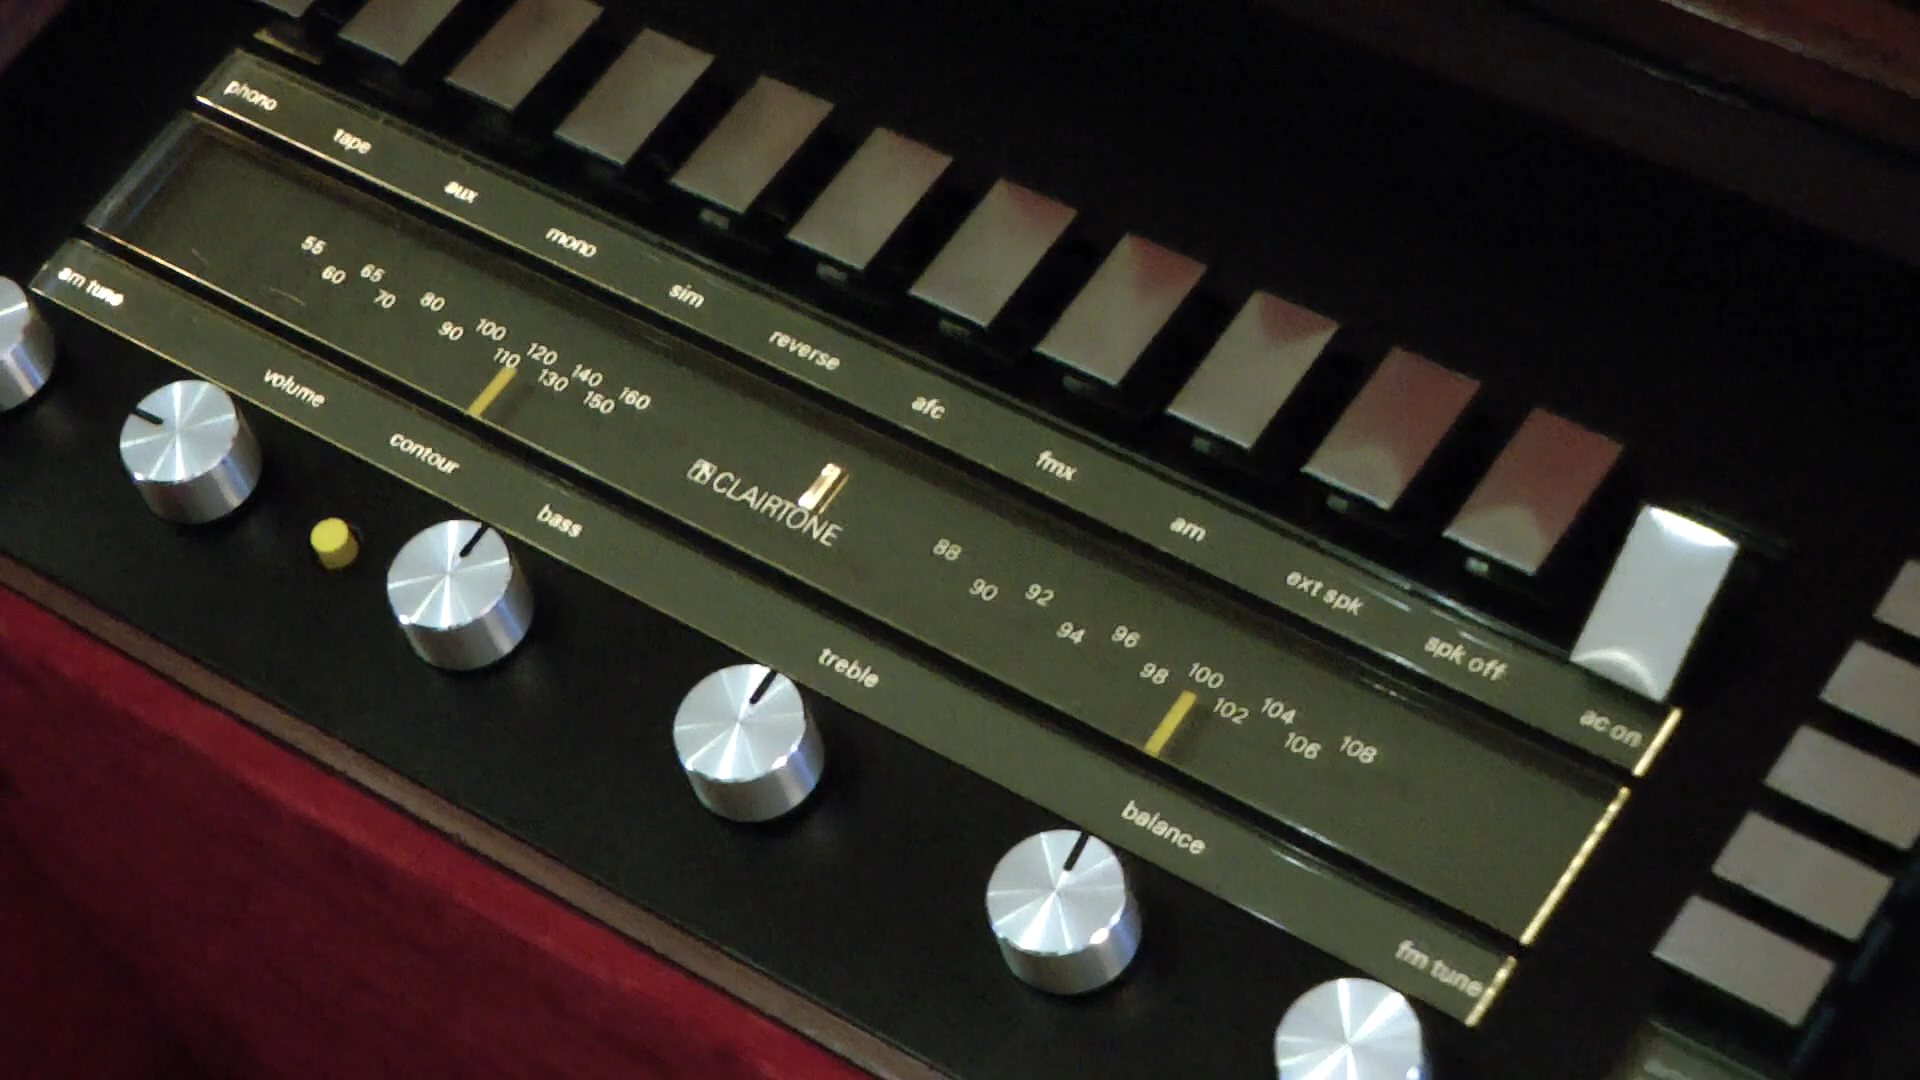 phono tape aux mono sim reverse afc fmx am ext spk spk off ac on
55 65 80 100 120 140 160
60 70 90 110 130 150
CLAIRTONE
88 92 96 100 104 108
90 94 98 102 106
am tune volume contour bass treble balance fm tune